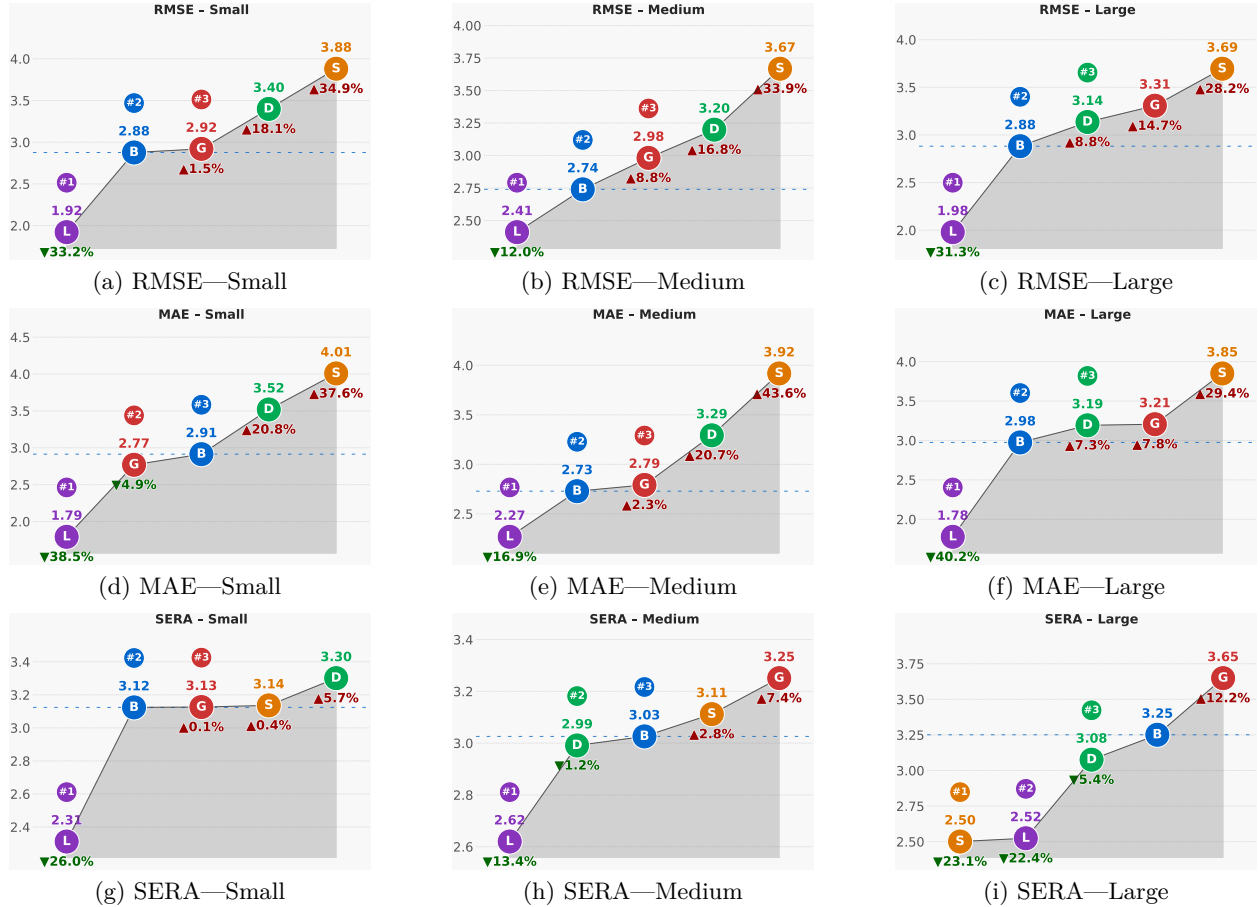 RMSE – Small
4.0
3.5
3.0
2.5
2.0
#1
1.92
L
▼33.2%
#2
2.88
B
#3
2.92
G
▲1.5%
3.40
D
▲18.1%
3.88
S
▲34.9%
(a) RMSE—Small
RMSE – Medium
4.00
3.75
3.50
3.25
3.00
2.75
2.50
#1
2.41
L
▼12.0%
#2
2.74
B
#3
2.98
G
▲8.8%
3.20
D
▲16.8%
3.67
S
▲33.9%
(b) RMSE—Medium
RMSE – Large
4.0
3.5
3.0
2.5
2.0
#1
1.98
L
▼31.3%
#2
2.88
B
#3
3.14
D
▲8.8%
3.31
G
▲14.7%
3.69
S
▲28.2%
(c) RMSE—Large
MAE – Small
4.5
4.0
3.5
3.0
2.5
2.0
#1
1.79
L
▼38.5%
#2
2.77
G
▼4.9%
#3
2.91
B
3.52
D
▲20.8%
4.01
S
▲37.6%
(d) MAE—Small
MAE – Medium
4.0
3.5
3.0
2.5
#1
2.27
L
▼16.9%
#2
2.73
B
#3
2.79
G
▲2.3%
3.29
D
▲20.7%
3.92
S
▲43.6%
(e) MAE—Medium
MAE – Large
4.0
3.5
3.0
2.5
2.0
#1
1.78
L
▼40.2%
#2
2.98
B
#3
3.19
D
▲7.3%
3.21
G
▲7.8%
3.85
S
▲29.4%
(f) MAE—Large
SERA – Small
3.4
3.2
3.0
2.8
2.6
2.4
#1
2.31
L
▼26.0%
#2
3.12
B
#3
3.13
G
▲0.1%
3.14
S
▲0.4%
3.30
D
▲5.7%
(g) SERA—Small
SERA – Medium
3.4
3.2
3.0
2.8
2.6
#1
2.62
L
▼13.4%
#2
2.99
D
▼1.2%
#3
3.03
B
3.11
S
▲2.8%
3.25
G
▲7.4%
(h) SERA—Medium
SERA – Large
3.75
3.50
3.25
3.00
2.75
2.50
#1
2.50
S
▼23.1%
#2
2.52
L
▼22.4%
#3
3.08
D
▼5.4%
3.25
B
3.65
G
▲12.2%
(i) SERA—Large